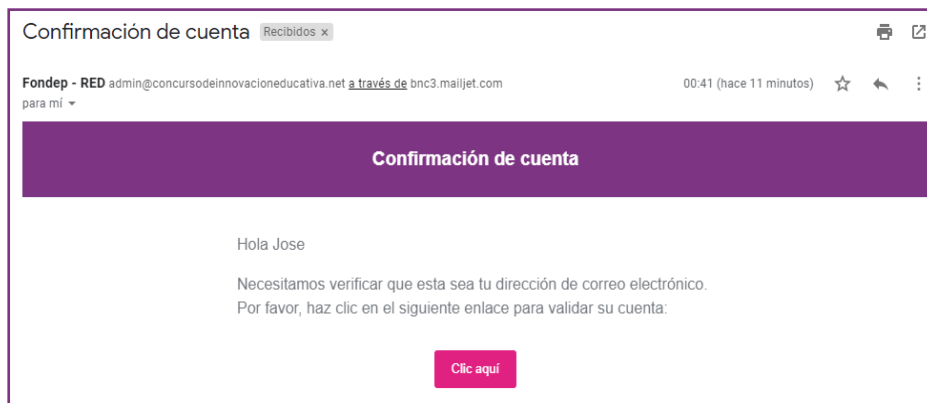 Confirmación de cuenta Recibidos x
Fondep - RED admin@concursodeinnovacioneducativa.net a través de bnc3.mailjet.com 00:41 (hace 11 minutos)
para mí
Confirmación de cuenta
Hola Jose
Necesitamos verificar que esta sea tu dirección de correo electrónico.
Por favor, haz clic en el siguiente enlace para validar su cuenta:
Clic aquí